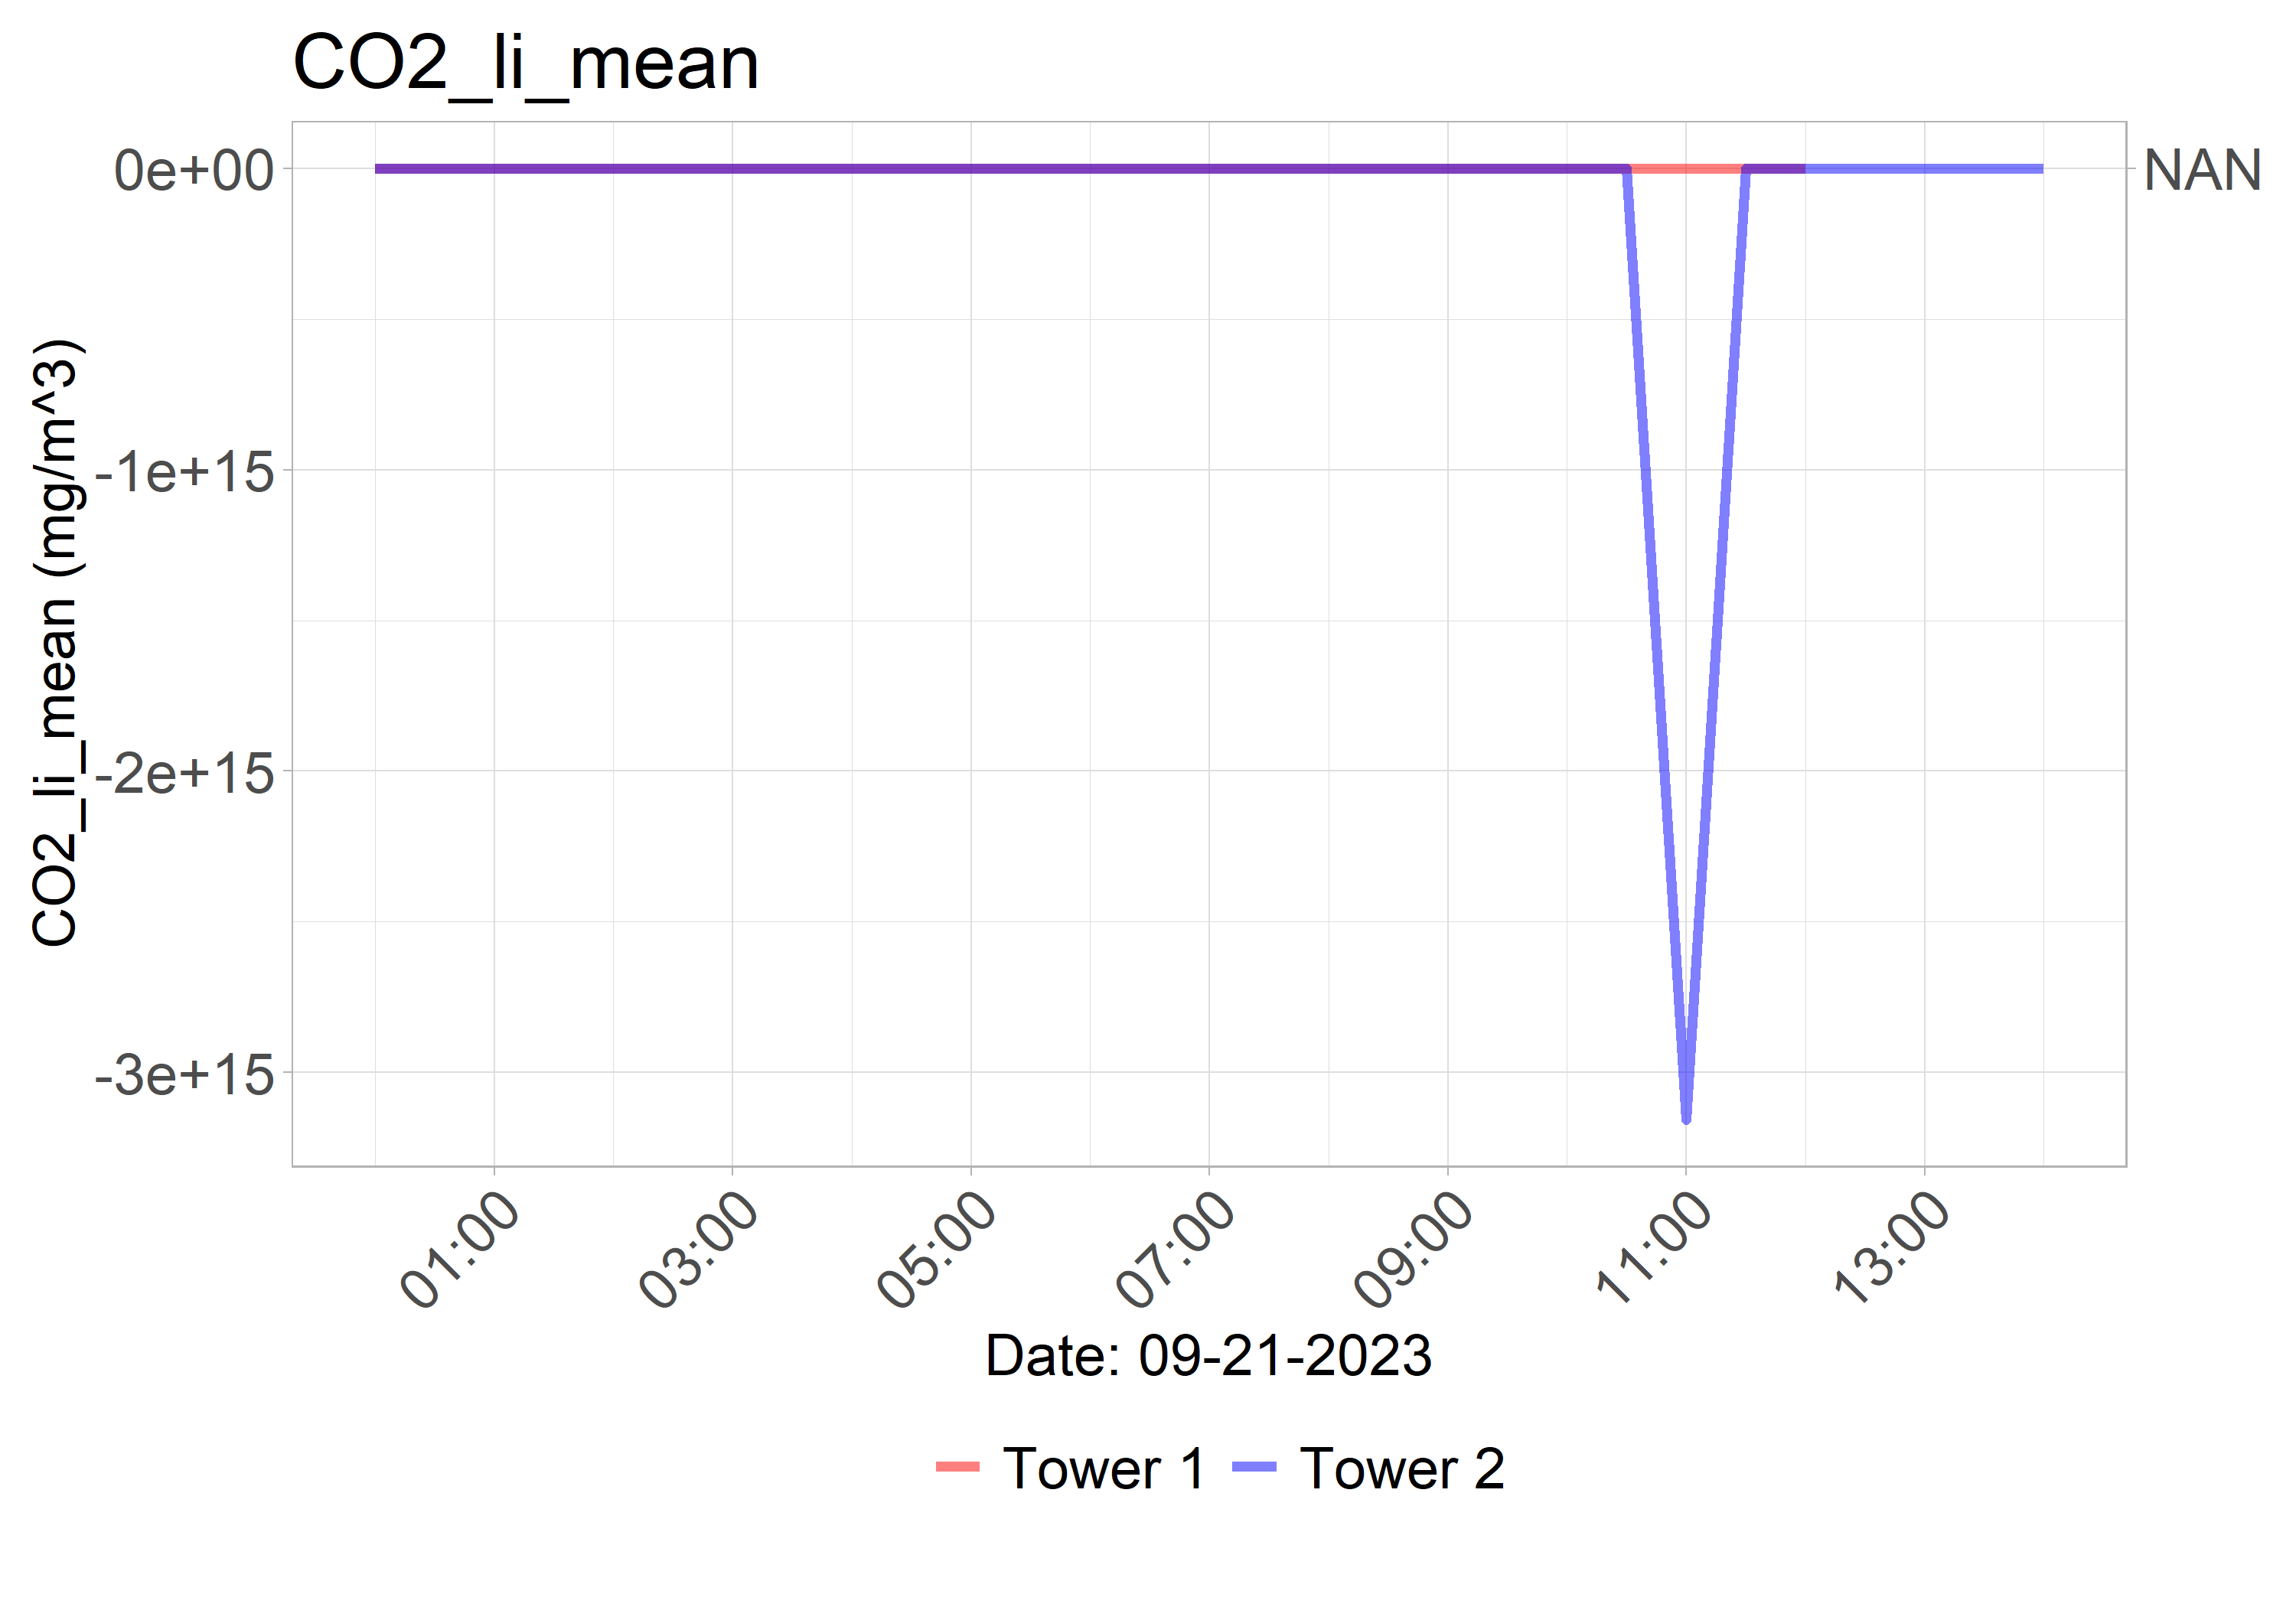 CO2_li_mean
CO2_li_mean (mg/m^3)
0e+00
-1e+15
-2e+15
-3e+15
NAN
01:00
03:00
05:00
07:00
09:00
11:00
13:00
Date: 09-21-2023
Tower 1 Tower 2